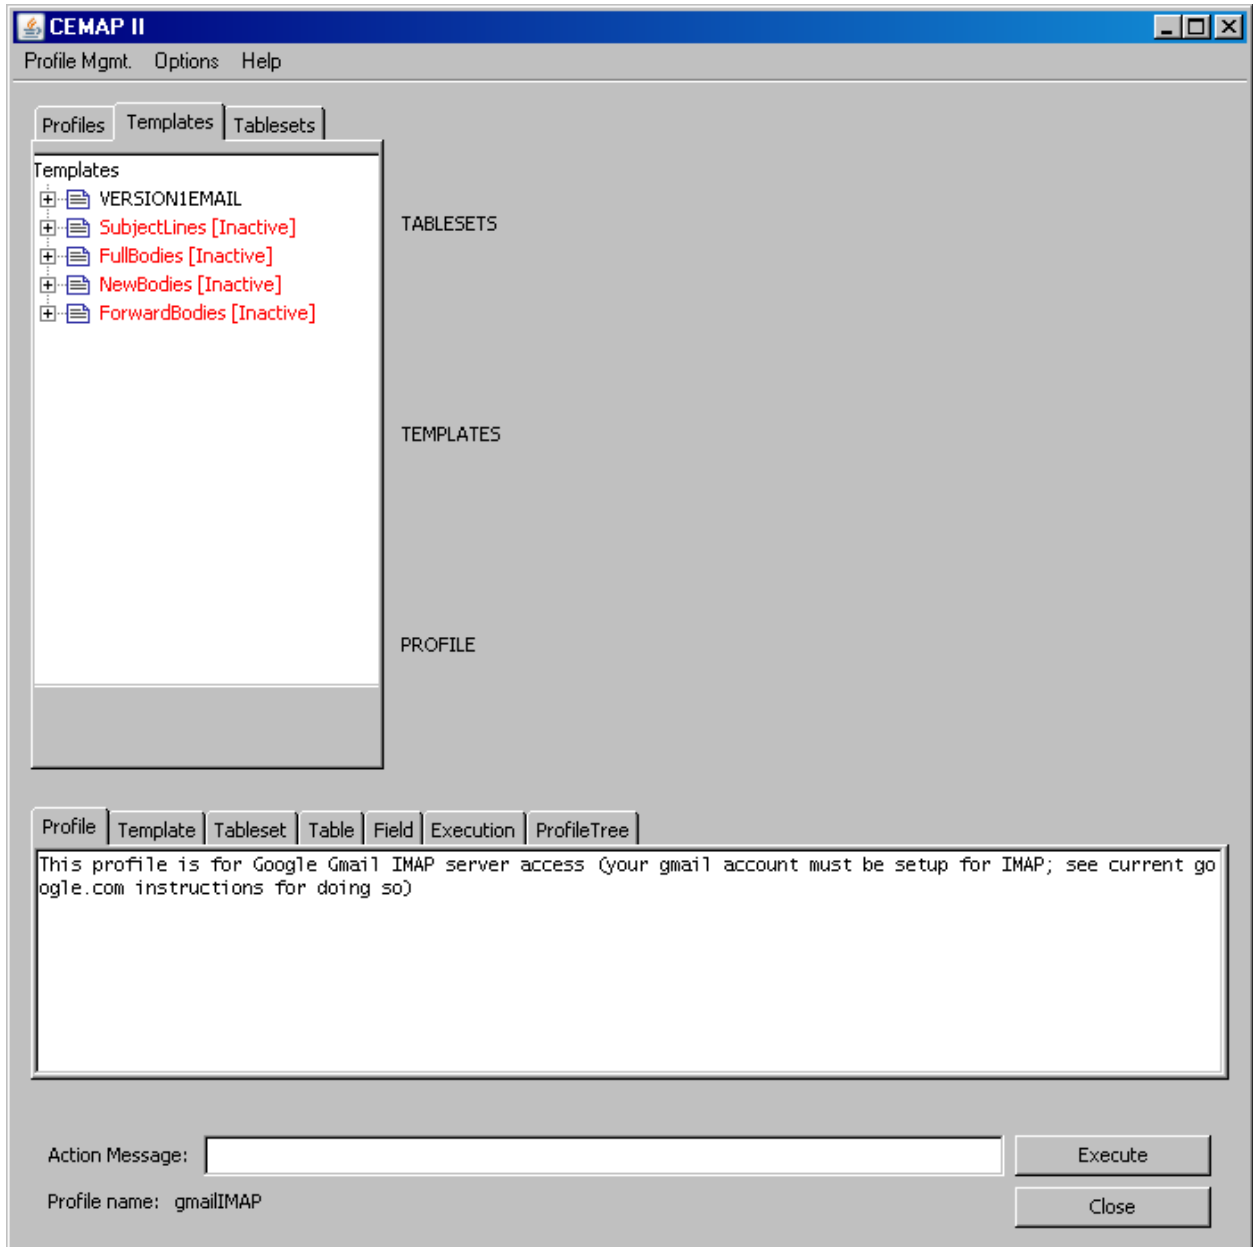 CEMAP II
Profile Mgmt. Options Help
Profiles Templates Tablesets
Templates
VERSION1EMAIL
SubjectLines [Inactive]
FullBodies [Inactive]
NewBodies [Inactive]
ForwardBodies [Inactive]
TABLESETS
TEMPLATES
PROFILE
Profile Template Tableset Table Field Execution ProfileTree
This profile is for Google Gmail IMAP server access (your gmail account must be setup for IMAP; see current go
ogle.com instructions for doing so)
Action Message: Execute
Profile name: gmailIMAP Close